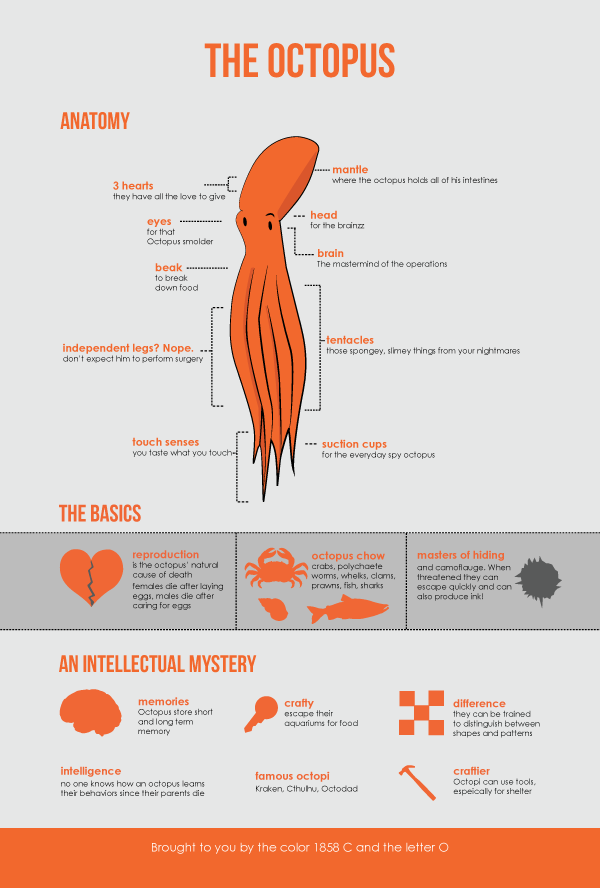 THE OCTOPUS
ANATOMY
mantle
where the octopus holds all of his intestines
3 hearts
they have all the love to give
head
for the brainzz
eyes
for that
Octopus smolder
brain
The mastermind of the operations
beak
to break
down food
independent legs? Nope.
don't expect him to perform surgery
tentacles
those spongey, slimey things from your nightmares
touch senses
you taste what you touch
suction cups
for the everyday spy octopus
THE BASICS
reproduction
is the octopus' natural
cause of death
females die after laying
eggs, males die after
caring for eggs
octopus chow
crabs, polychaete
worms, whelks, clams,
prawns, fish, sharks
masters of hiding
and camoflauge. When
threatened they can
escape quickly and can
also produce ink!
AN INTELLECTUAL MYSTERY
memories
Octopus store short
and long term
memory
crafty
escape their
aquariums for food
difference
they can be trained
to distinguish between
shapes and patterns
intelligence
no one knows how an octopus learns
their behaviors since their parents die
famous octopi
Kraken, Cthulhu, Octodad
craftier
Octopi can use tools,
espeically for shelter
Brought to you by the color 1858 C and the letter O